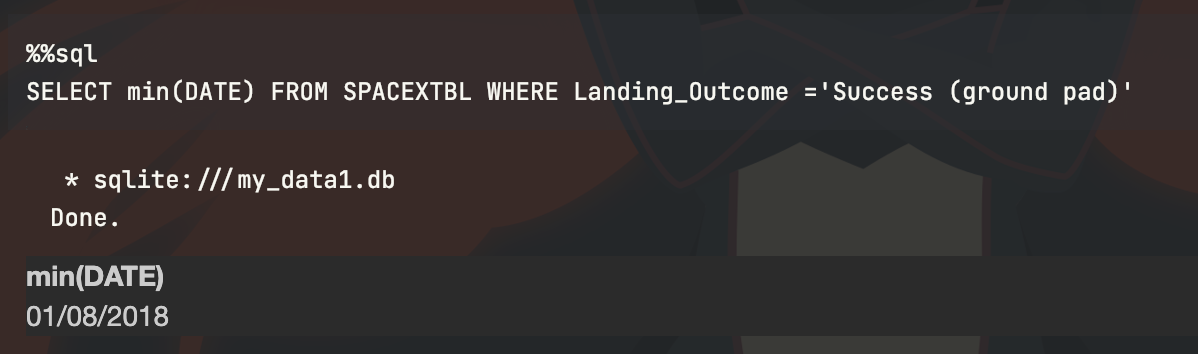 %%sql
SELECT min(DATE) FROM SPACEXTBL WHERE Landing_Outcome ='Success (ground pad)'
* sqlite:///my_data1.db
Done.
min(DATE)
01/08/2018